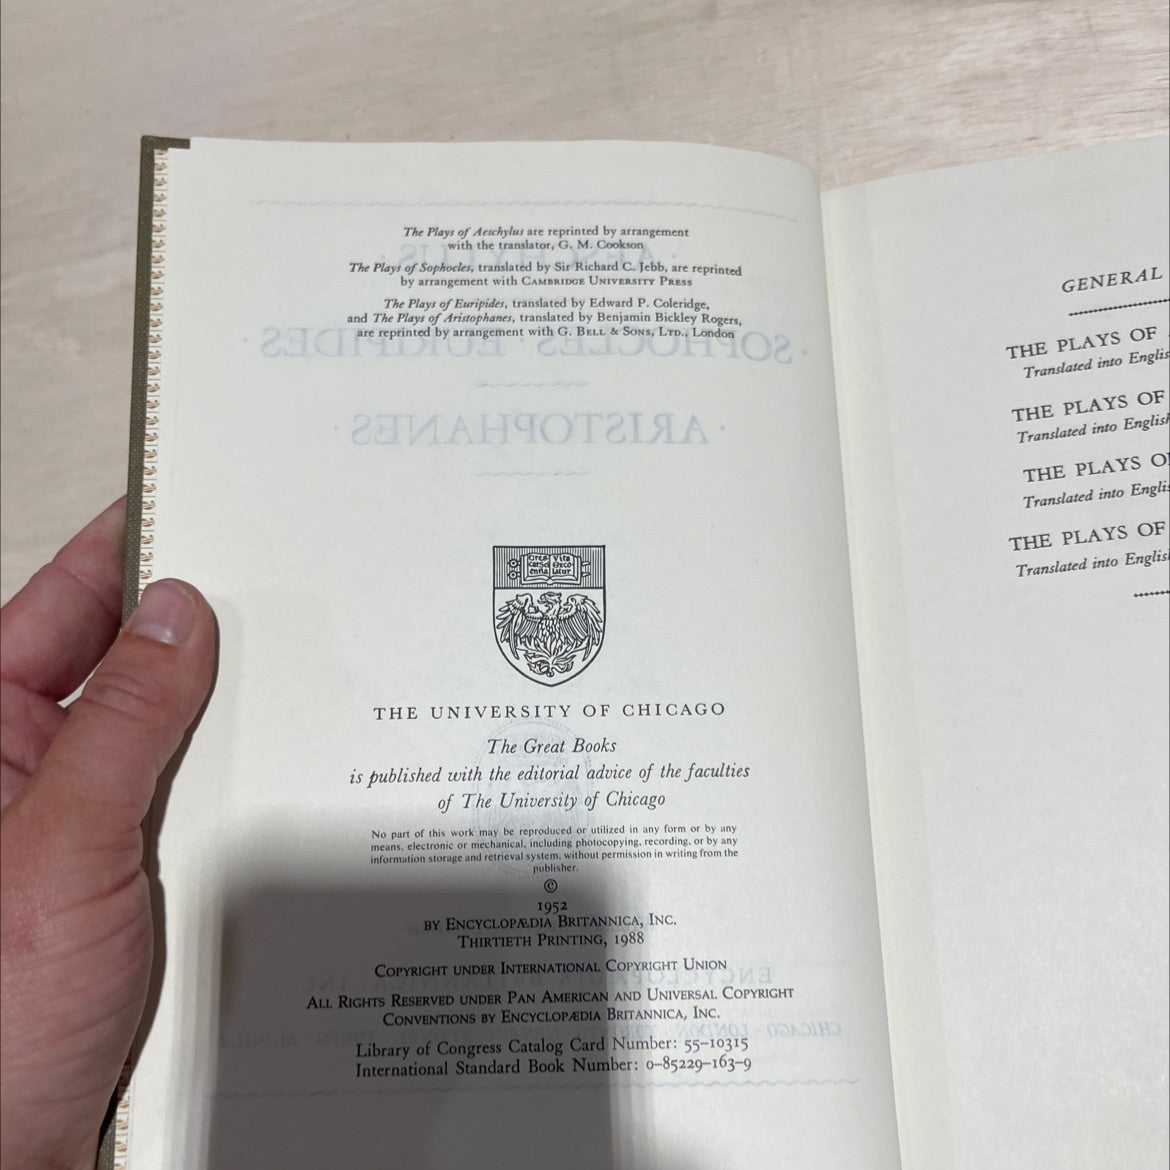 The Plays of Aeschylus are reprinted by arrangement
with the translator, G. M. Cookson
The Plays of Sophocles, translated by Sir Richard C. Jebb, are reprinted
by arrangement with CAMBRIDGE UNIVERSITY PRESS
The Plays of Euripides, translated by Edward P. Coleridge,
and The Plays of Aristophanes, translated by Benjamin Bickley Rogers,
are reprinted by arrangement with G. BELL & SONS, LTD., London
SOPHOCLES · EURIPIDES
ARISTOPHANES
THE UNIVERSITY OF CHICAGO
The Great Books
is published with the editorial advice of the faculties
of The University of Chicago
No part of this work may be reproduced or utilized in any form or by any
means, electronic or mechanical, including photocopying, recording, or by any
information storage and retrieval system, without permission in writing from the
publisher.
©
1952
BY ENCYCLOPÆDIA BRITANNICA, INC.
THIRTIETH PRINTING, 1988
COPYRIGHT UNDER INTERNATIONAL COPYRIGHT UNION
ALL RIGHTS RESERVED UNDER PAN AMERICAN AND UNIVERSAL COPYRIGHT
CONVENTIONS BY ENCYCLOPÆDIA BRITANNICA, INC.
Library of Congress Catalog Card Number: 55-10315
International Standard Book Number: 0-85229-163-9
GENERAL
THE PLAYS OF
Translated into Englis
THE PLAYS OF
Translated into English
THE PLAYS O
Translated into Englis
THE PLAYS OF
Translated into English